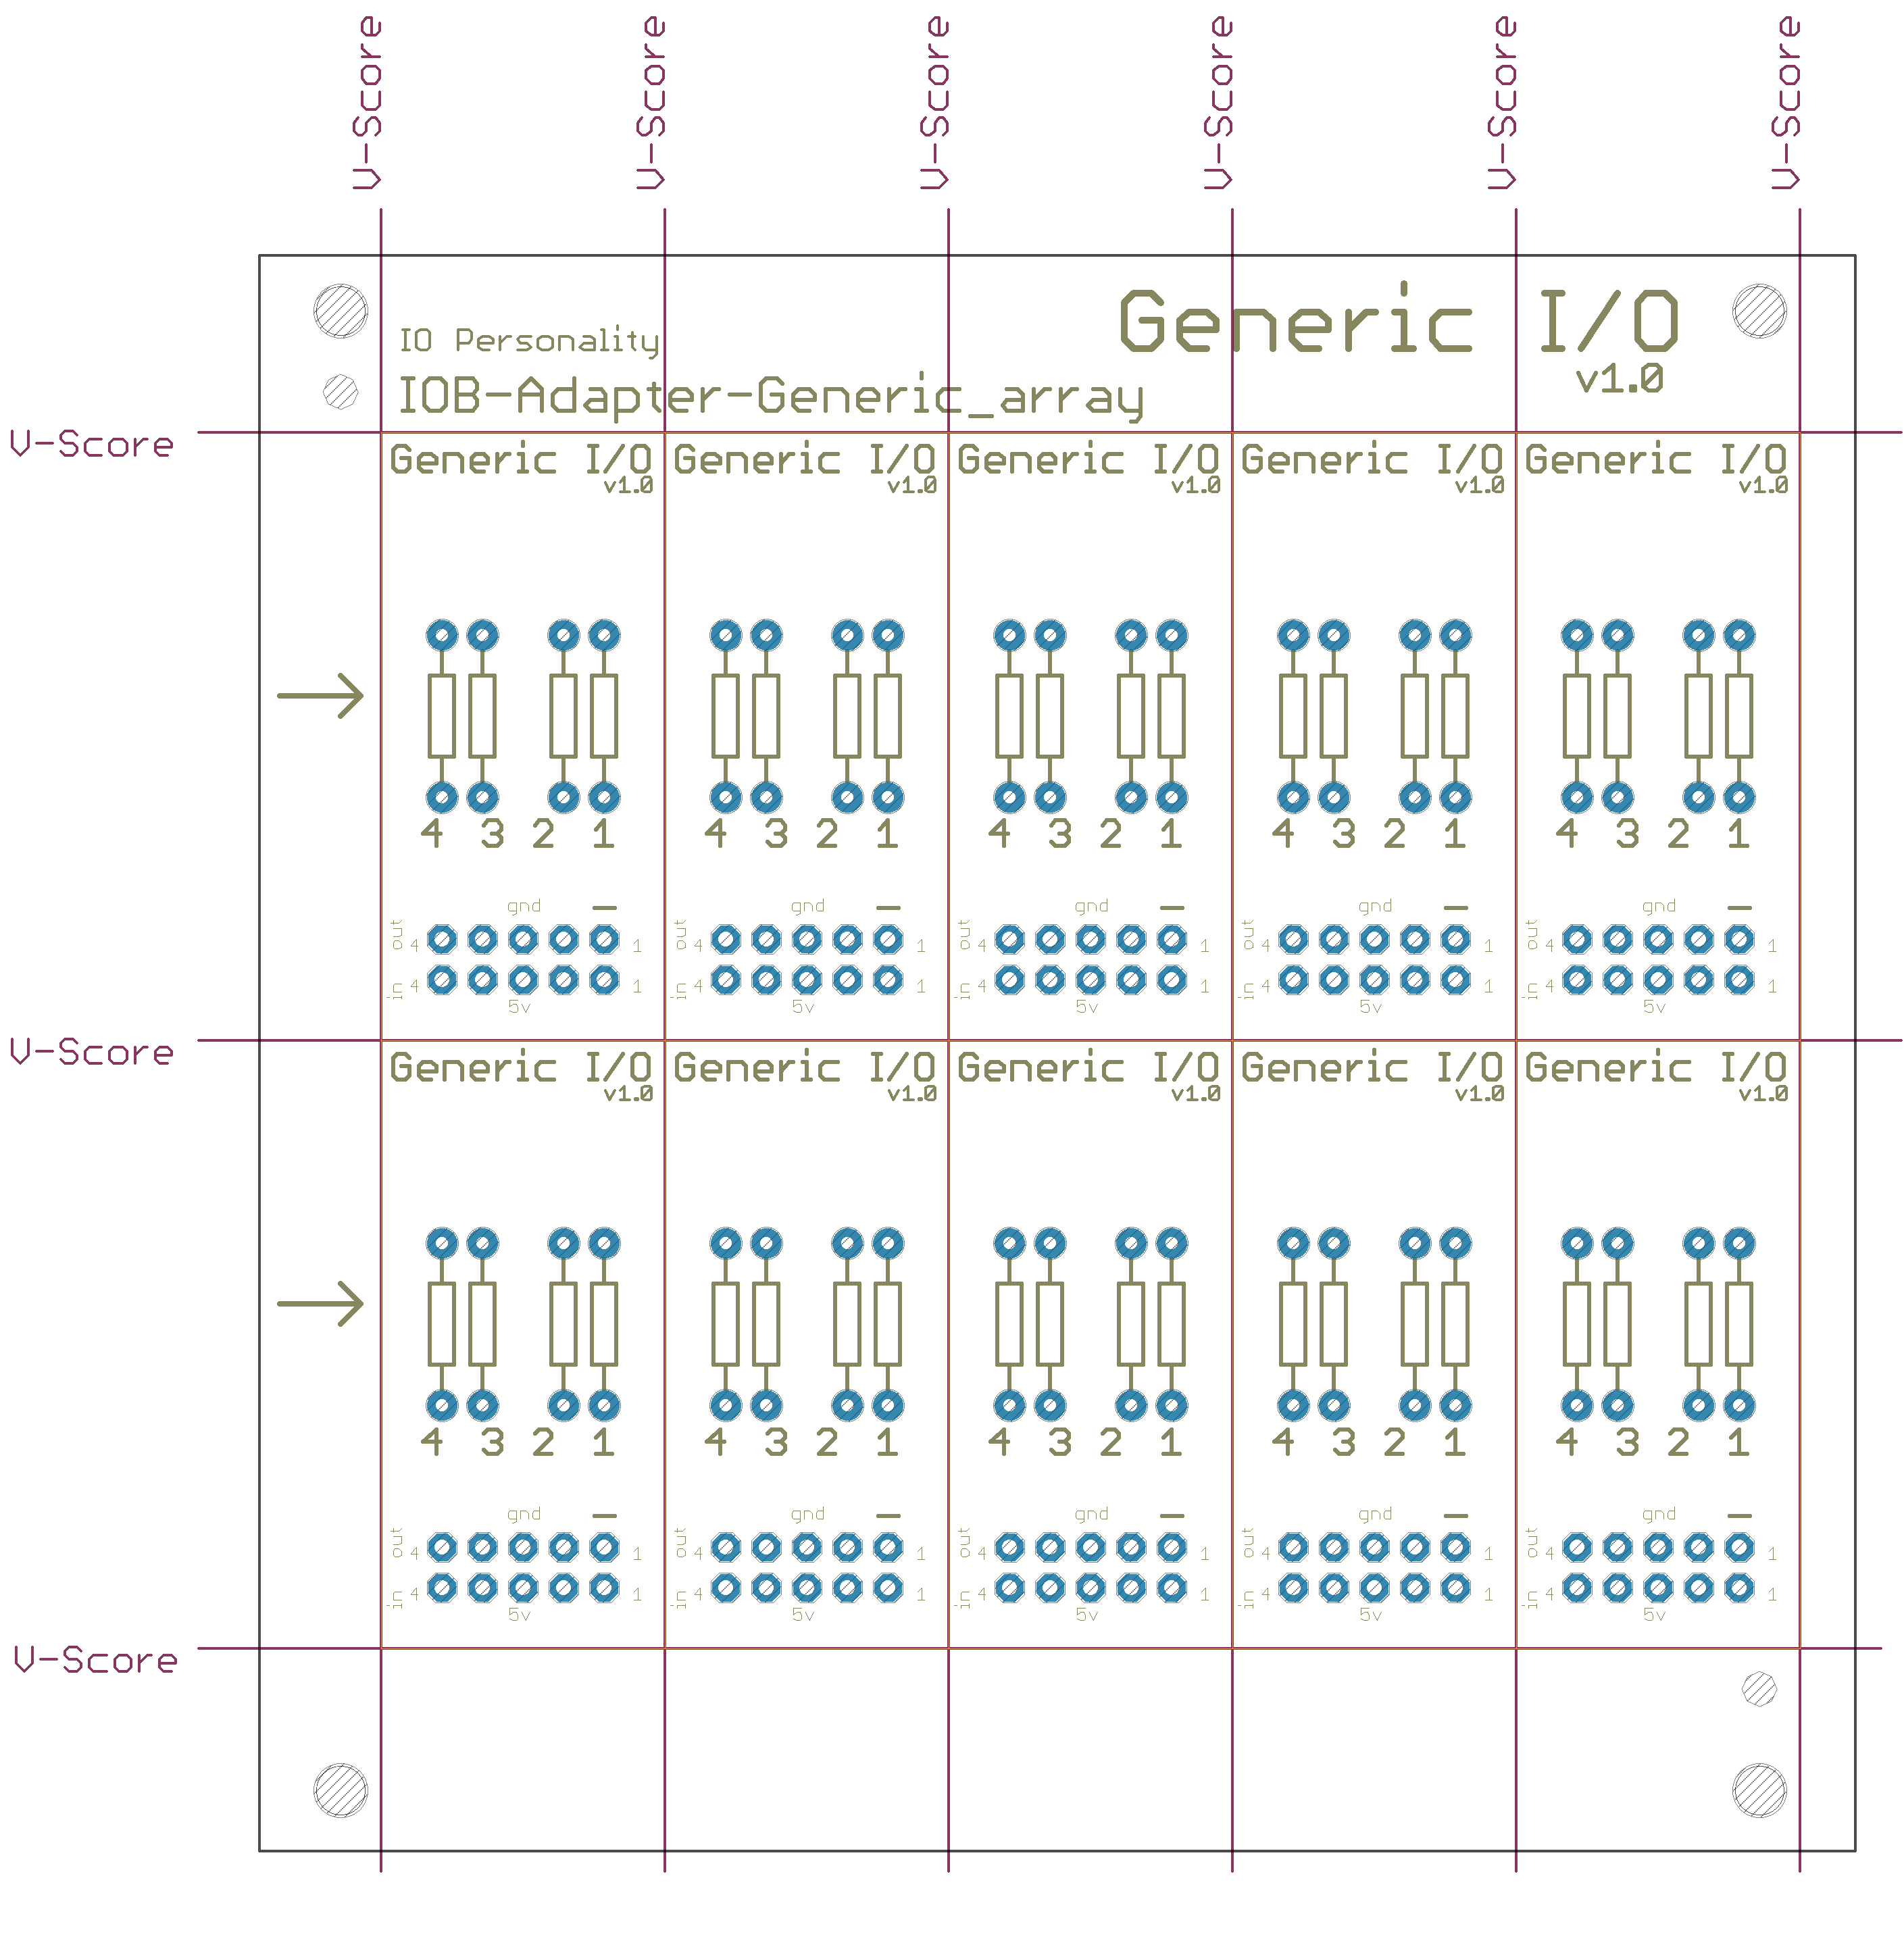 V-Score V-Score V-Score V-Score V-Score V-Score
Generic I/O
v1.0
IO Personality
IOB-Adapter-Generic_array
V-Score
Generic I/O Generic I/O Generic I/O Generic I/O Generic I/O
v1.0 v1.0 v1.0 v1.0 v1.0
4 3 2 1 4 3 2 1 4 3 2 1 4 3 2 1 4 3 2 1
gnd gnd gnd gnd gnd
out 4 1 out 4 1 out 4 1 out 4 1 out 4 1
in 4 1 in 4 1 in 4 1 in 4 1 in 4 1
5v 5v 5v 5v 5v
V-Score
Generic I/O Generic I/O Generic I/O Generic I/O Generic I/O
v1.0 v1.0 v1.0 v1.0 v1.0
4 3 2 1 4 3 2 1 4 3 2 1 4 3 2 1 4 3 2 1
gnd gnd gnd gnd gnd
out 4 1 out 4 1 out 4 1 out 4 1 out 4 1
in 4 1 in 4 1 in 4 1 in 4 1 in 4 1
5v 5v 5v 5v 5v
V-Score